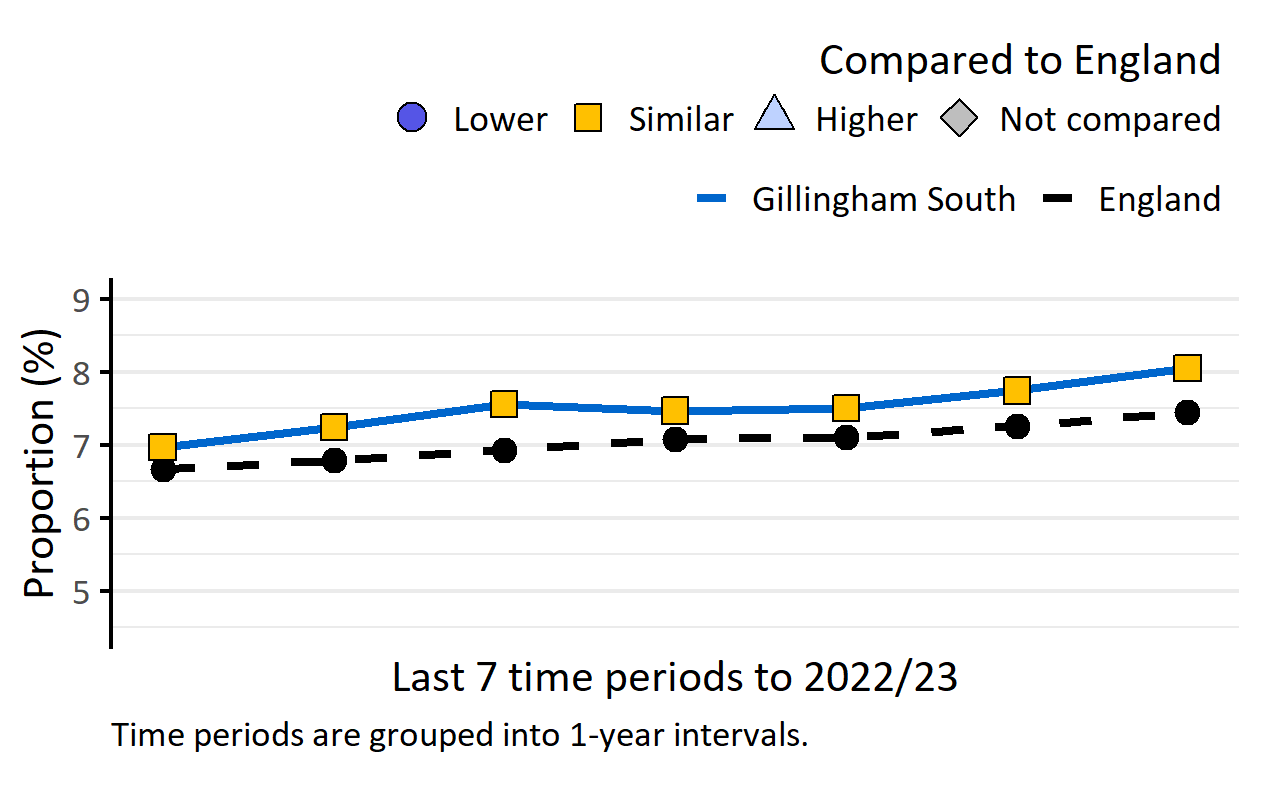 Compared to England
Lower Similar Higher Not compared
Gillingham South England
Proportion (%)
9
8
7
6
5
Last 7 time periods to 2022/23
Time periods are grouped into 1-year intervals.